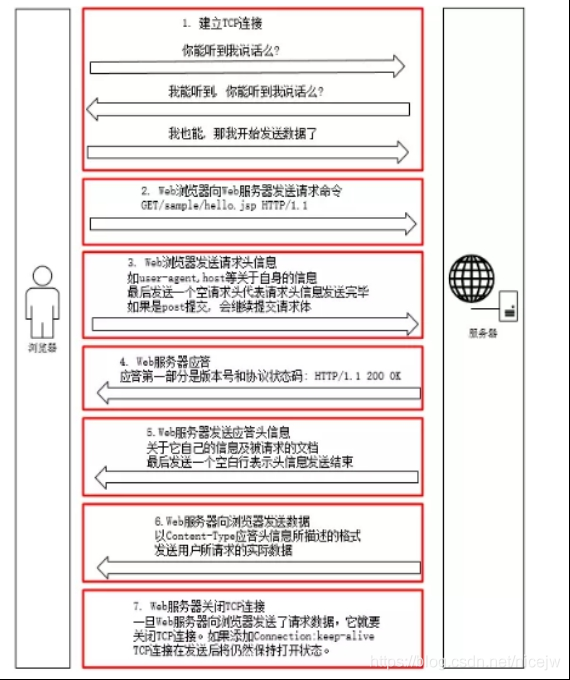 1. 建立TCP连接
你能听到我说话么?
我能听到, 你能听到我说话么?
我也能, 那我开始发送数据了
2. Web浏览器向Web服务器发送请求命令
GET/sample/hello.jsp HTTP/1.1
3. Web浏览器发送请求头信息
如user-agent,host等关于自身的信息
最后发送一个空请求头代表请求头信息发送完毕
如果是post提交, 会继续提交请求体
浏览器
服务器
4. Web服务器应答
应答第一部分是版本号和协议状态码: HTTP/1.1 200 OK
5.Web服务器发送应答头信息
关于它自己的信息及被请求的文档
最后发送一个空白行表示头信息发送结束
6.Web服务器向浏览器发送数据
以Content-Type应答头信息所描述的格式
发送用户所请求的实际数据
7. Web服务器关闭TCP连接
一旦Web服务器向浏览器发送了请求数据, 它就要
关闭TCP连接。如果添加Connection:keep-alive
TCP连接在发送后将仍然保持打开状态。
https://blog.csdn.net/nicejw